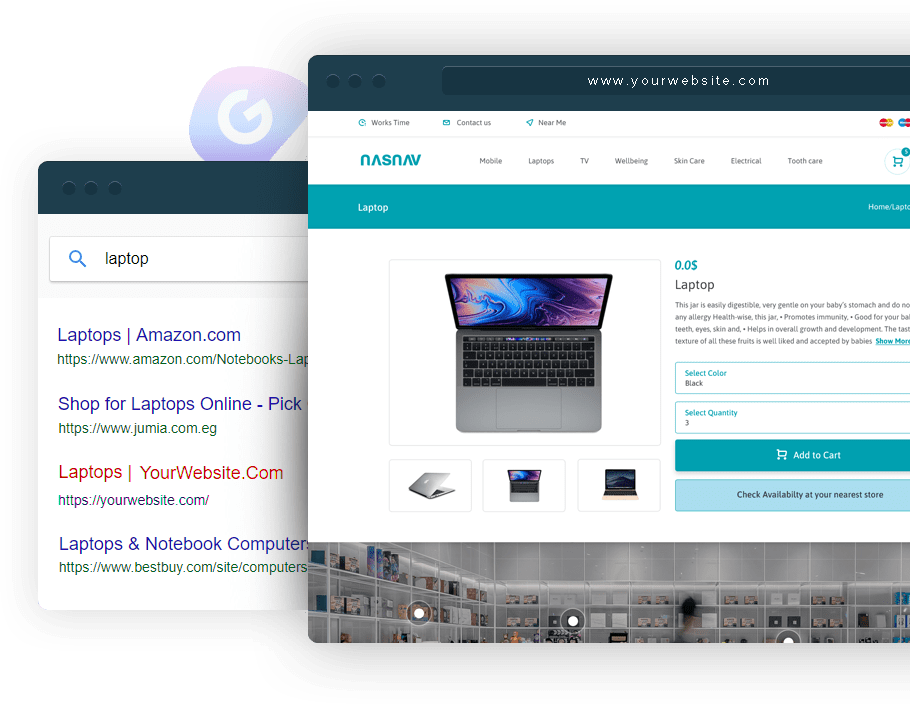 www.yourwebsite.com
Works Time
Contact us
Near Me
nasnav
Mobile
Laptops
TV
Wellbeing
Skin Care
Electrical
Tooth care
3
Laptop
Home/Lapto
laptop
Laptops | Amazon.com
https://www.amazon.com/Notebooks-Lap
Shop for Laptops Online - Pick
https://www.jumia.com.eg
Laptops | YourWebsite.Com
https://yourwebsite.com/
Laptops & Notebook Computers
https://www.bestbuy.com/site/computers
0.0$
Laptop
This jar is easily digestible, very gentle on your baby's stomach and do no
any allergy Health-wise, this jar, • Promotes immunity, • Good for your bab
teeth, eyes, skin and, • Helps in overall growth and development. The tast
texture of all these fruits is well liked and accepted by babies Show More
Select Color
Black
Select Quantity
3
Add to Cart
Check Availabilty at your nearest store